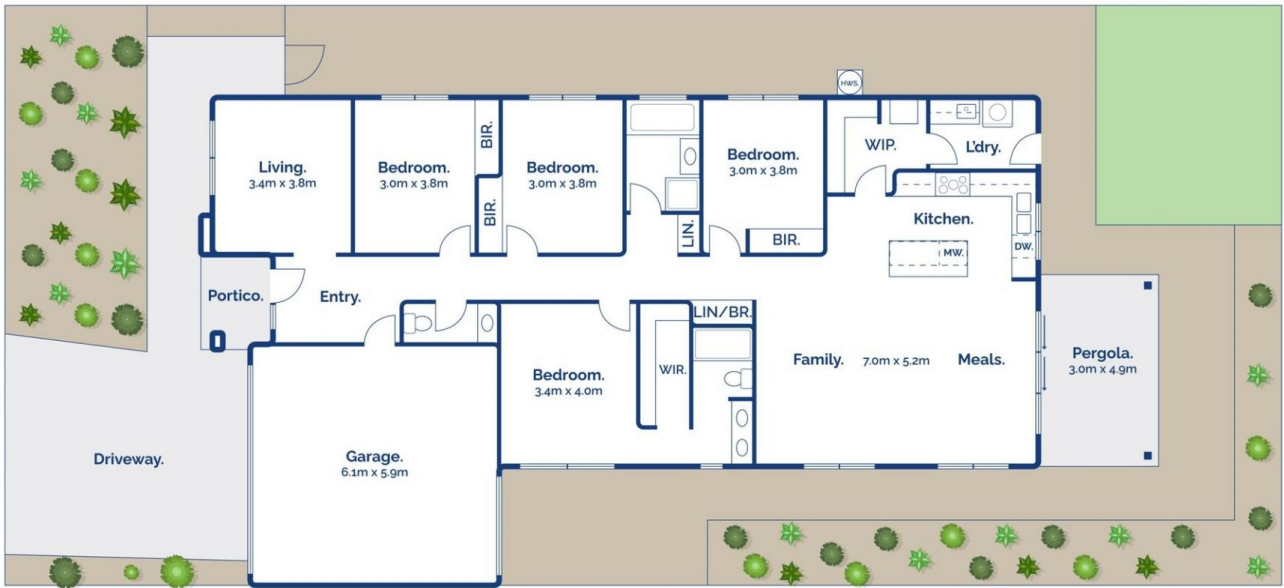 HWS.
Living.
3.4m x 3.8m
Bedroom.
3.0m x 3.8m
BIR.
BIR.
Bedroom.
3.0m x 3.8m
LIN.
Bedroom.
3.0m x 3.8m
BIR.
WIP.
L'dry.
Kitchen.
MW.
DW.
Portico.
Entry.
LIN/BR.
Bedroom.
3.4m x 4.0m
WIR.
Family. 7.0m x 5.2m Meals.
Pergola.
3.0m x 4.9m
Driveway.
Garage.
6.1m x 5.9m